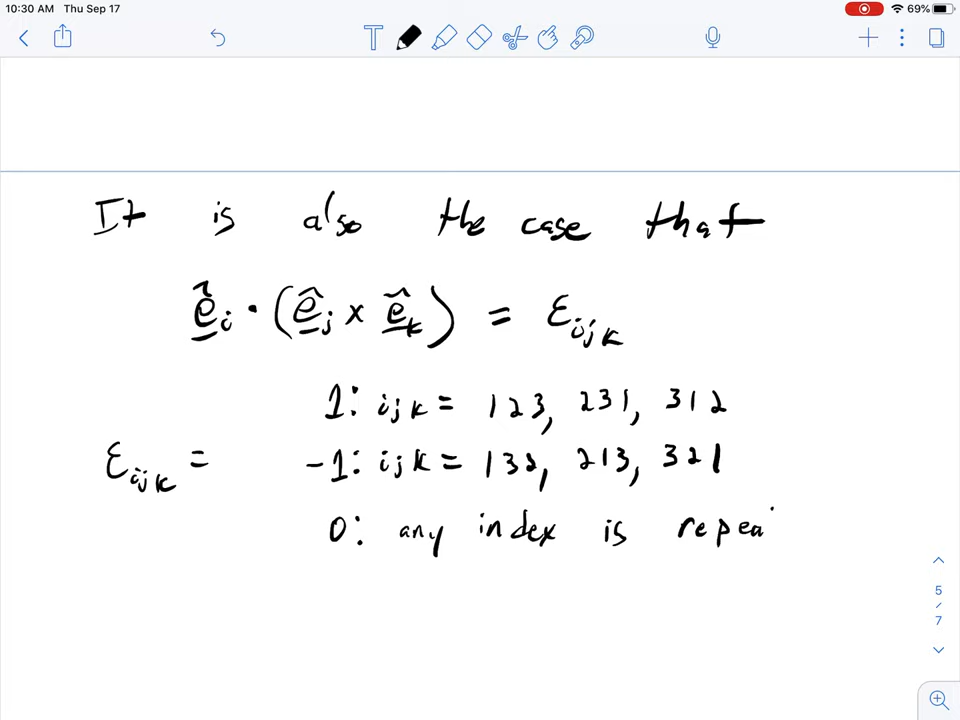 10:30 AM Thu Sep 17
69%
T
It is also the case that
ê_i · (ê_j × ê_k) = ε_ijk
1: ijk = 123, 231, 312
ε_ijk = -1: ijk = 132, 213, 321
0: any index is repea
5
/
7